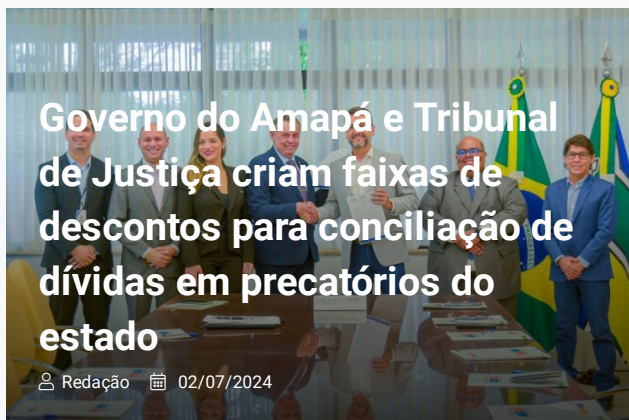 Governo do Amapá e Tribunal
de Justiça criam faixas de
descontos para conciliação de
dívidas em precatórios do
estado
Redação 02/07/2024